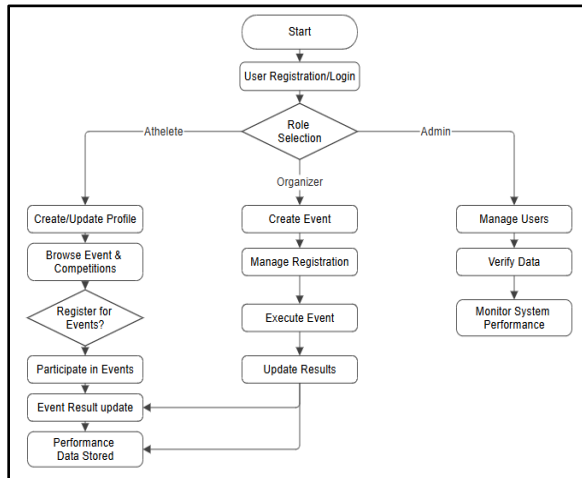 Start
User Registration/Login
Role
Selection
Athelete
Admin
Organizer
Create/Update Profile
Create Event
Manage Users
Browse Event &
Competitions
Manage Registration
Verify Data
Register for
Events?
Execute Event
Monitor System
Performance
Participate in Events
Update Results
Event Result update
Performance
Data Stored